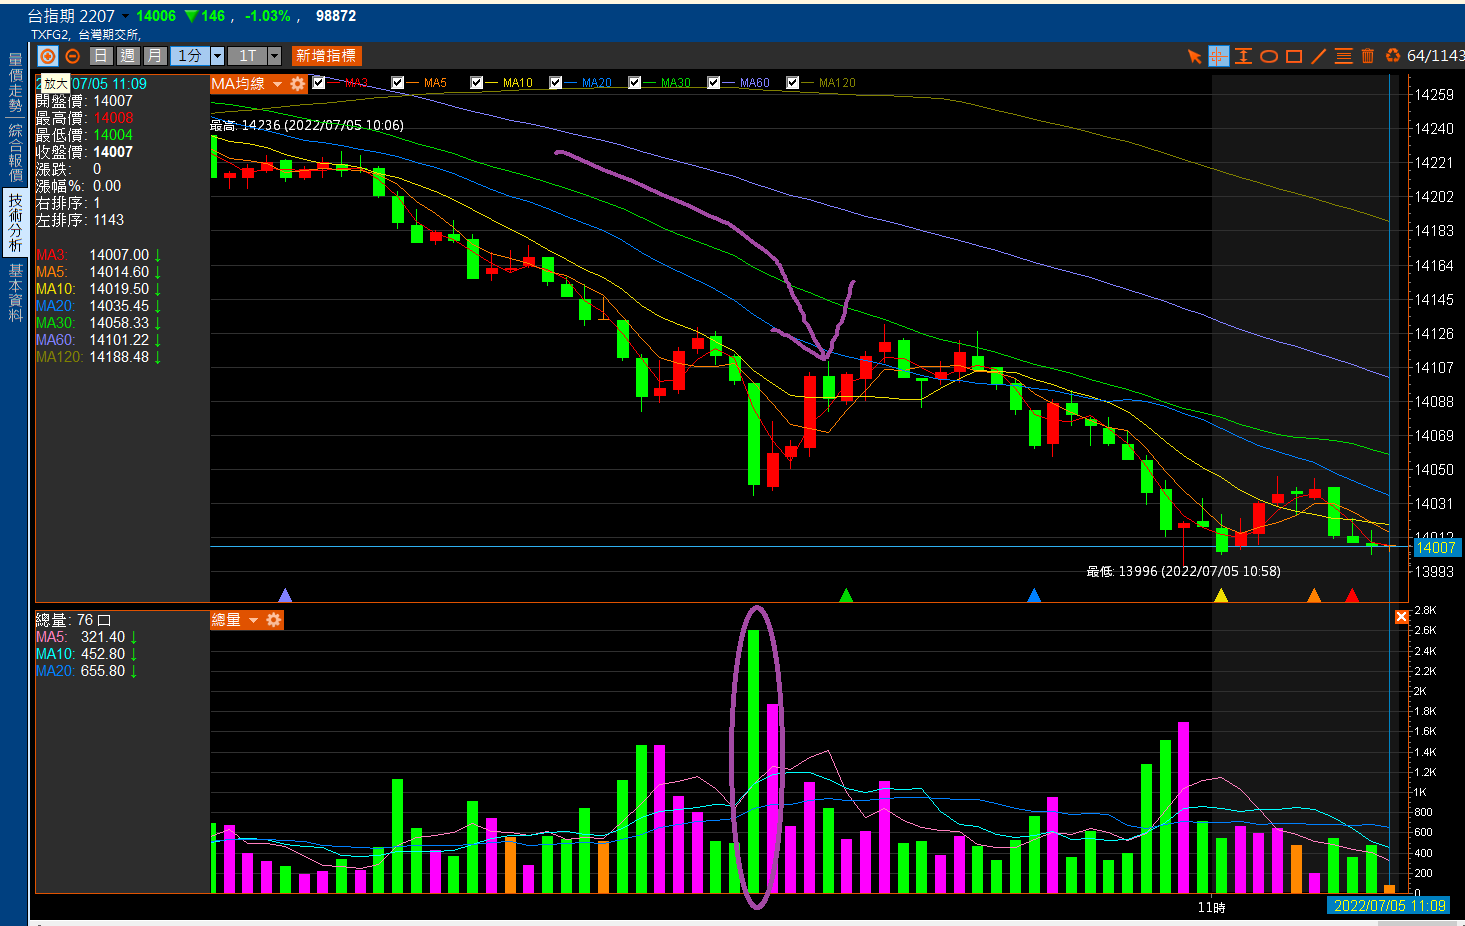 台指期 2207 14006 ▼146 , -1.03% , 98872
TXFG2, 台灣期交所,
日 週 月 1分 1T 新增指標 64/1143
量價走勢
綜合報價
技術分析
基本資料
放大 07/05 11:09
開盤價: 14007
最高價: 14008
最低價: 14004
收盤價: 14007
漲跌: 0
漲幅%: 0.00
右排序: 1
左排序: 1143
MA3: 14007.00 ↓
MA5: 14014.60 ↓
MA10: 14019.50 ↓
MA20: 14035.45 ↓
MA30: 14058.33 ↓
MA60: 14101.22 ↓
MA120: 14188.48 ↓
MA均線 MA3 MA5 MA10 MA20 MA30 MA60 MA120
最高: 14236 (2022/07/05 10:06)
最低: 13996 (2022/07/05 10:58)
14259
14240
14221
14202
14183
14164
14145
14126
14107
14088
14069
14050
14031
14012
14007
13993
總量: 76 口
MA5: 321.40 ↓
MA10: 452.80 ↓
MA20: 655.80 ↓
總量
2.8K
2.6K
2.4K
2.2K
2K
1.8K
1.6K
1.4K
1.2K
1K
800
600
400
200
0
11時
2022/07/05 11:09